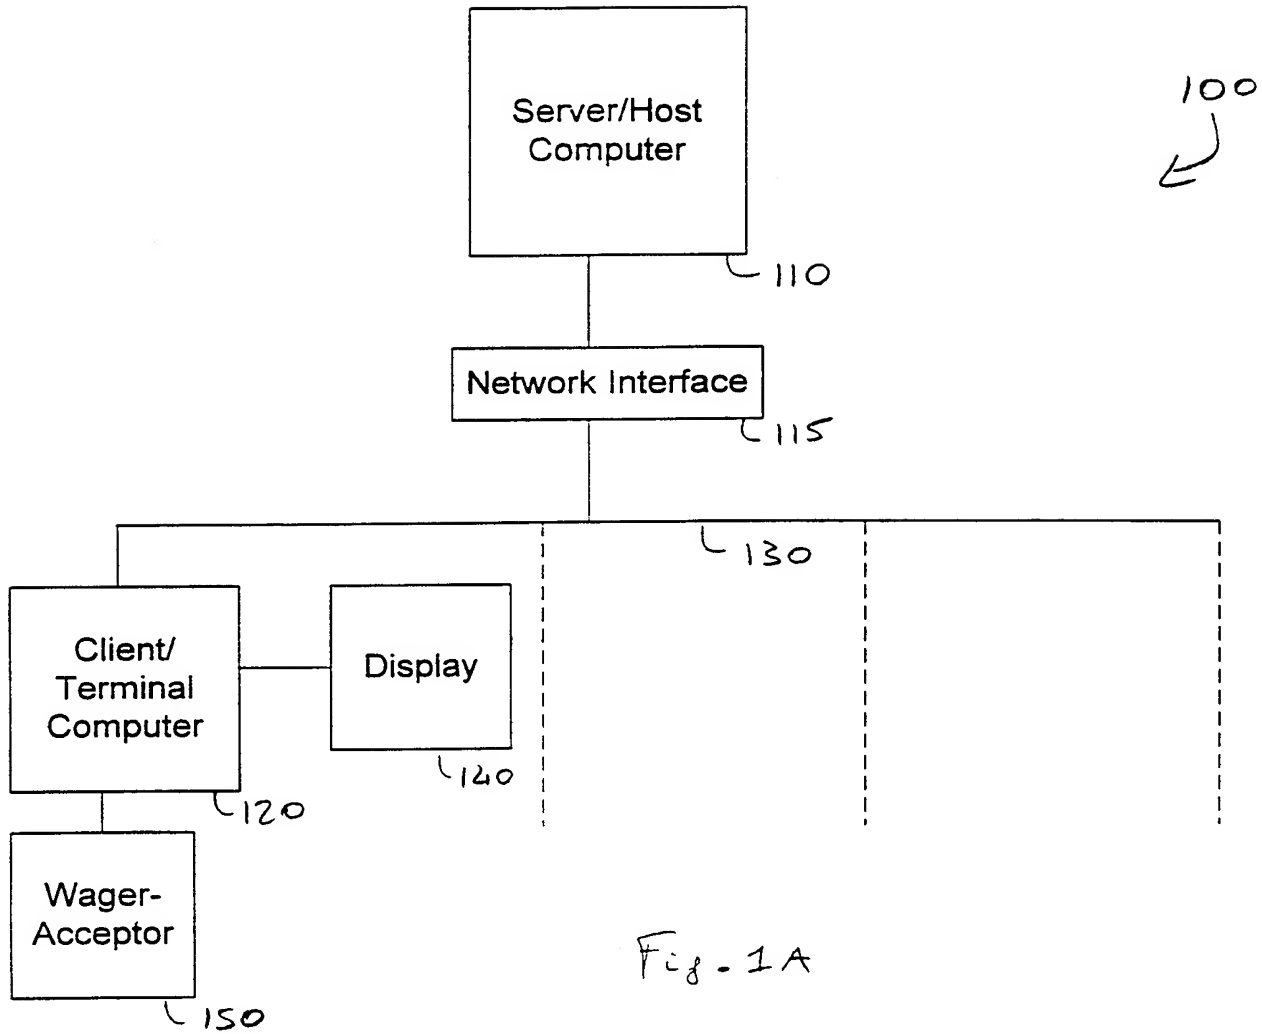 Server/Host
Computer
100
110
Network Interface
115
130
Client/
Terminal
Computer
Display
140
120
Wager-
Acceptor
150
Fig. 1A